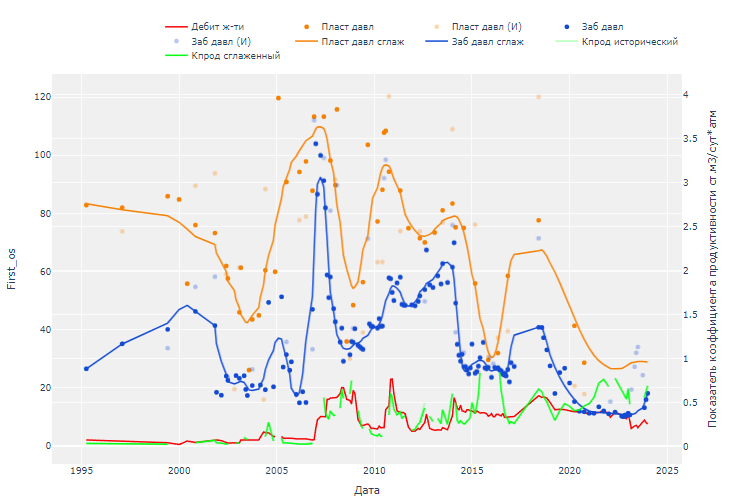 Дебит ж-ти Пласт давл Пласт давл (И) Заб давл
Заб давл (И) Пласт давл сглаж Заб давл сглаж Кпрод исторический
Кпрод сглаженный
120
100
80
60
40
20
0
First_os
4
3.5
3
2.5
2
1.5
1
0.5
0
Показатель коэффициента продуктивности ст.м3/сут*атм
1995 2000 2005 2010 2015 2020 2025
Дата